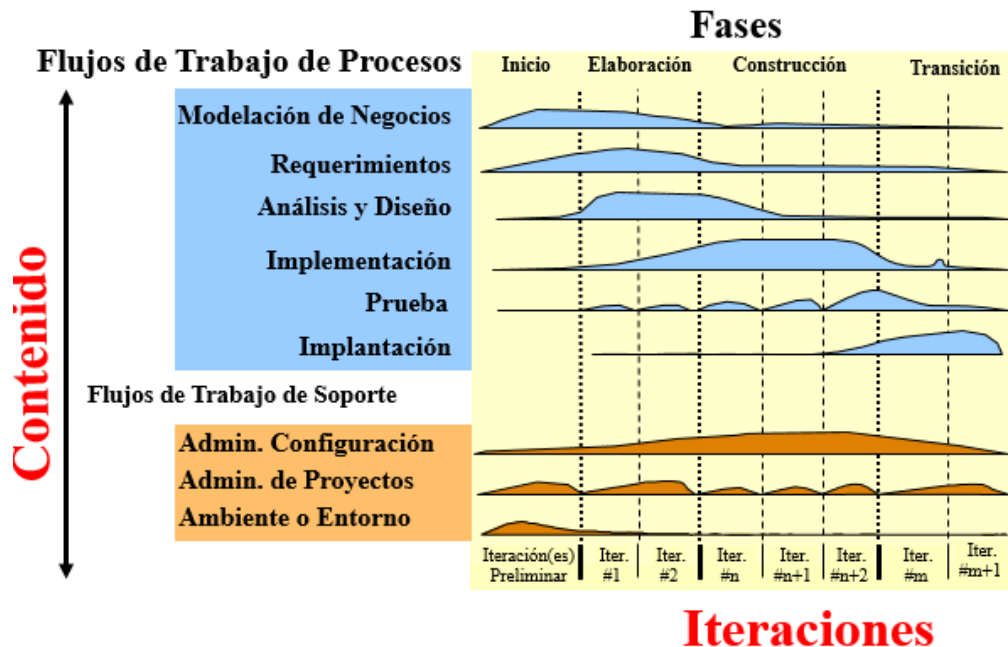 Fases
Flujos de Trabajo de Procesos
Inicio Elaboración Construcción Transición
Modelación de Negocios
Requerimientos
Análisis y Diseño
Implementación
Prueba
Implantación
Contenido
Flujos de Trabajo de Soporte
Admin. Configuración
Admin. de Proyectos
Ambiente o Entorno
Iteración(es) Iter. Iter. Iter. Iter. Iter. Iter. Iter.
Preliminar #1 #2 #n #n+1 #n+2 #m #m+1
Iteraciones